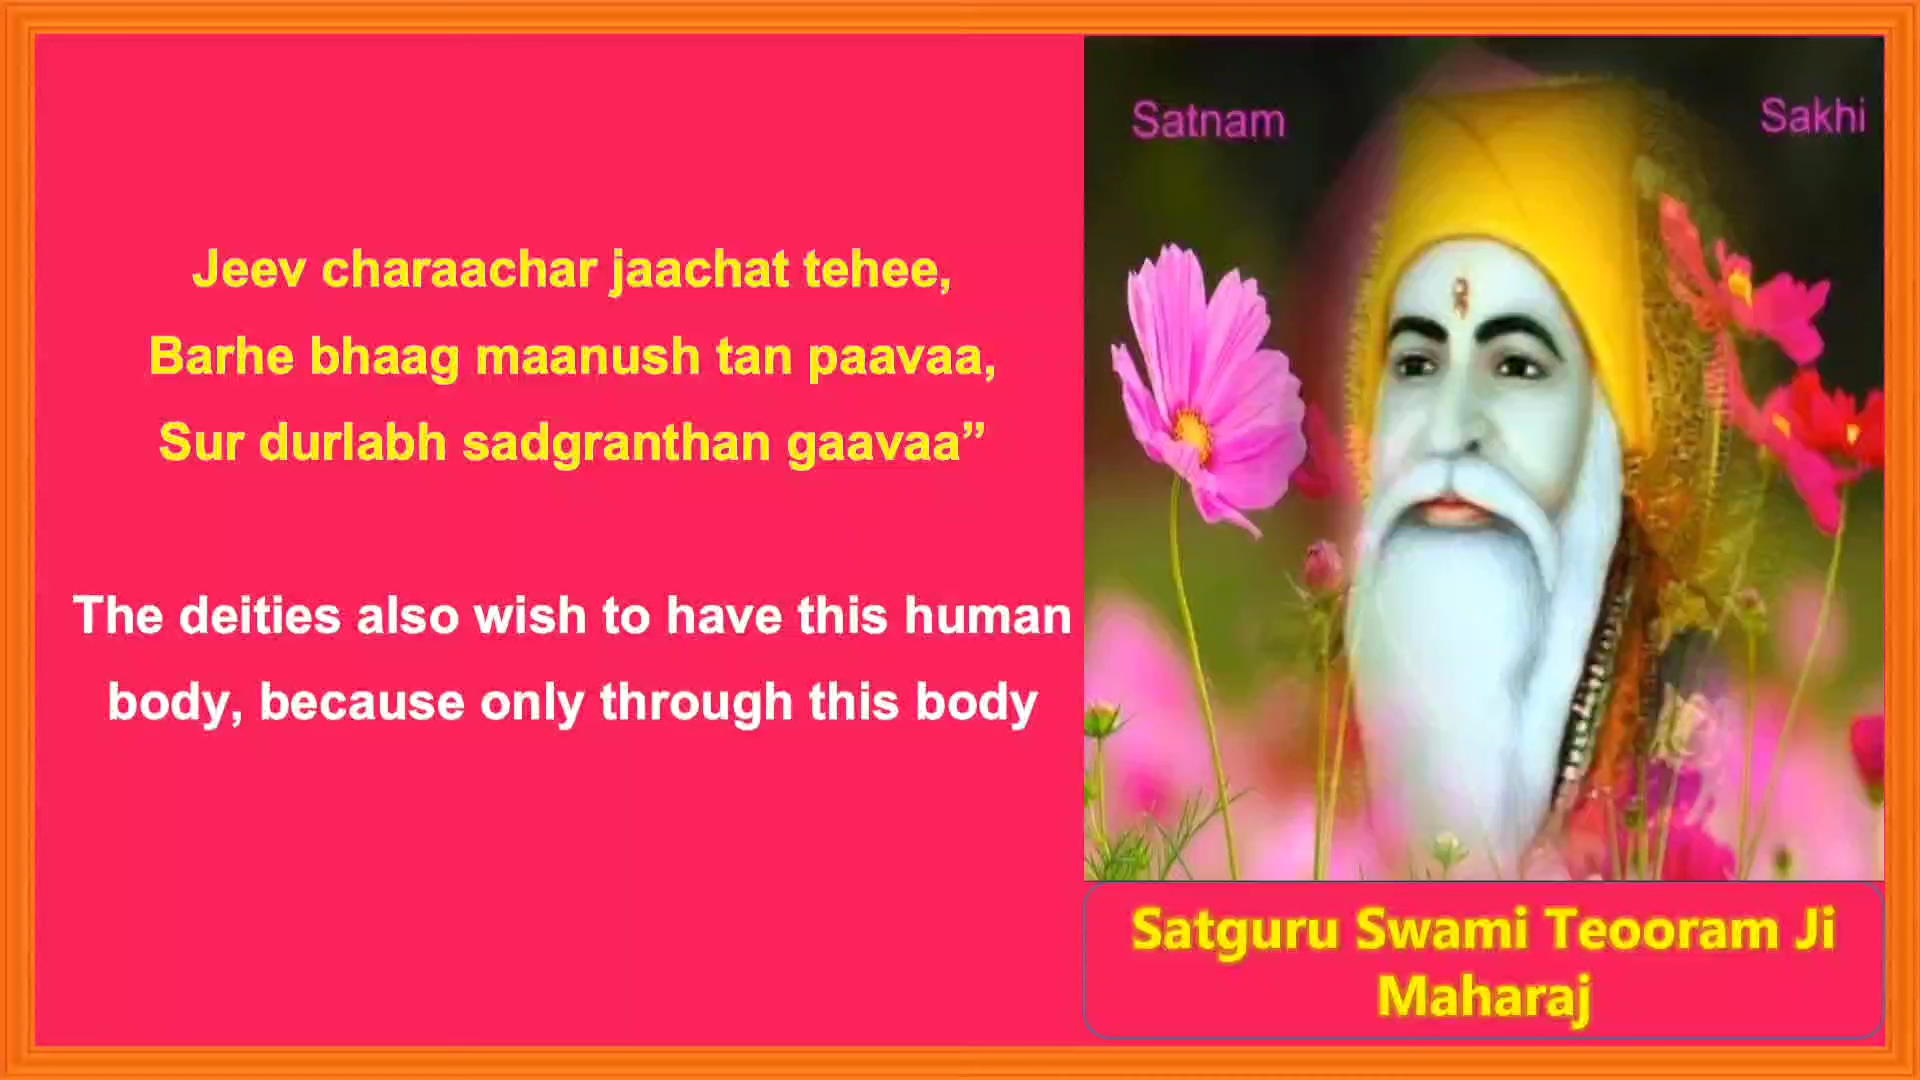 Jeev charaachar jaachat tehee,
Barhe bhaag maanush tan paavaa,
Sur durlabh sadgranthan gaavaa”
The deities also wish to have this human
body, because only through this body
Satnam
Sakhi
Satguru Swami Teooram Ji
Maharaj